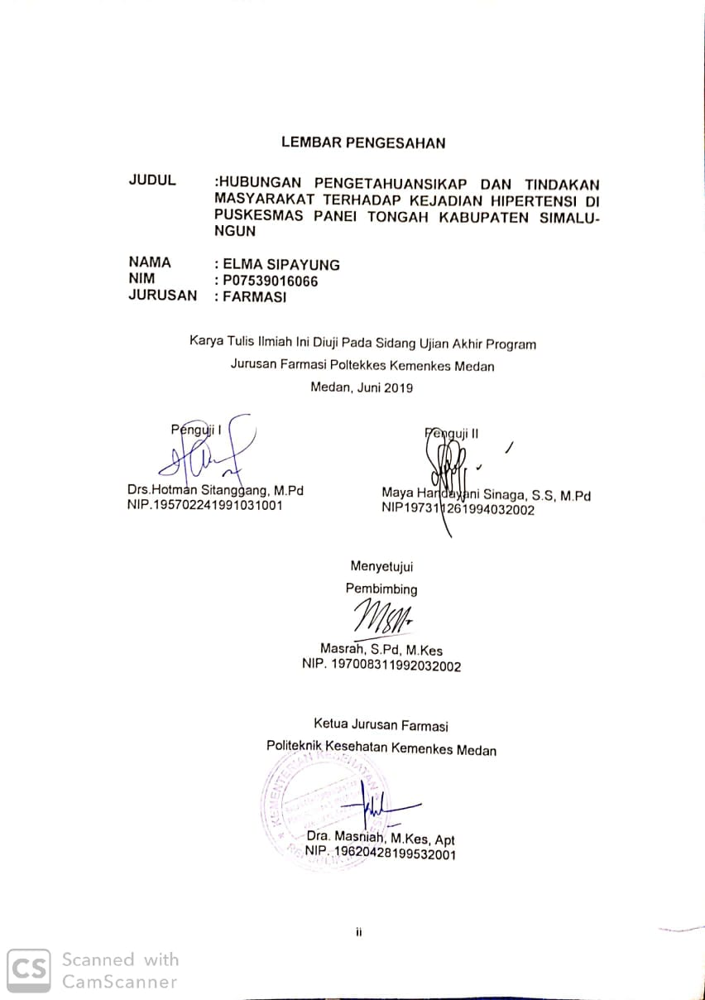 LEMBAR PENGESAHAN
JUDUL :HUBUNGAN PENGETAHUANSIKAP DAN TINDAKAN
MASYARAKAT TERHADAP KEJADIAN HIPERTENSI DI
PUSKESMAS PANEI TONGAH KABUPATEN SIMALU-
NGUN
NAMA : ELMA SIPAYUNG
NIM : P07539016066
JURUSAN : FARMASI
Karya Tulis Ilmiah Ini Diuji Pada Sidang Ujian Akhir Program
Jurusan Farmasi Poltekkes Kemenkes Medan
Medan, Juni 2019
Penguji I
Drs.Hotman Sitanggang, M.Pd
NIP.195702241991031001
Penguji II
Maya Handayani Sinaga, S.S, M.Pd
NIP197311261994032002
Menyetujui
Pembimbing
Masrah, S.Pd, M.Kes
NIP. 197008311992032002
Ketua Jurusan Farmasi
Politeknik Kesehatan Kemenkes Medan
KEMENTERIAN KESEHATAN
REPUBLIK
Dra. Masniah, M.Kes, Apt
NIP. 19620428199532001
ii
CS Scanned with
CamScanner